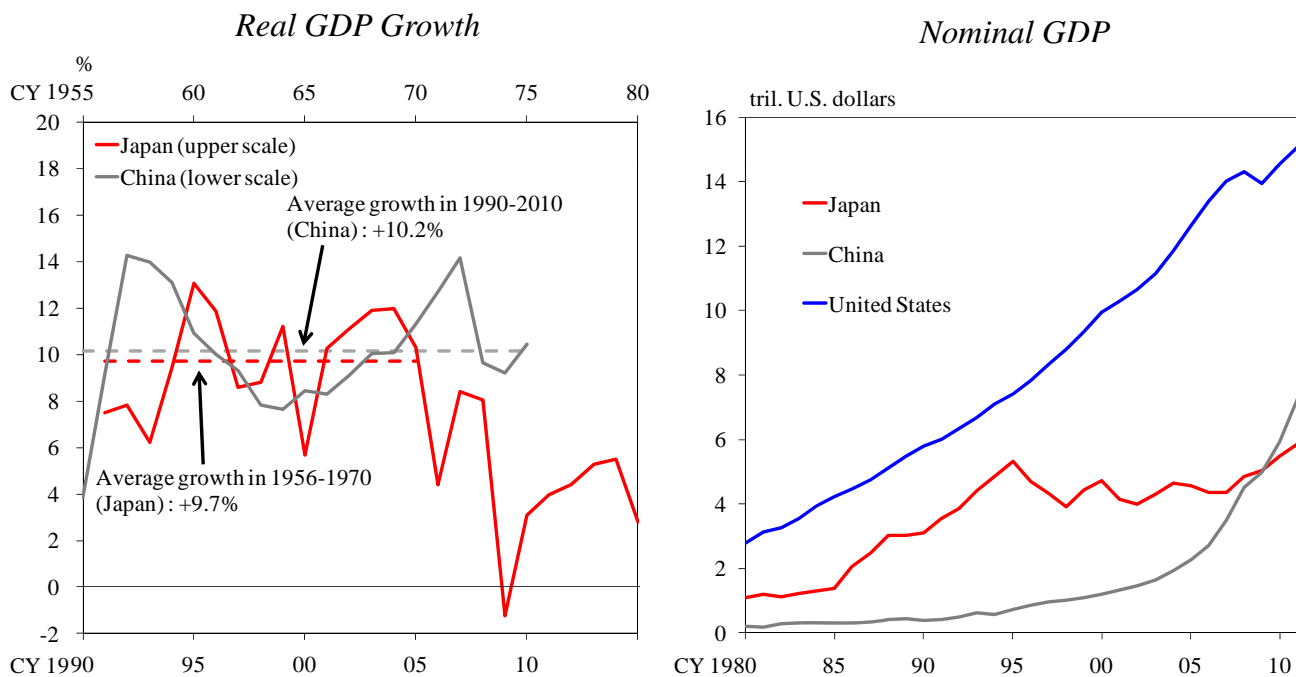 Real GDP Growth
%
CY 1955 60 65 70 75 80
20
18
16
14
12
10
8
6
4
2
0
-2
Japan (upper scale)
China (lower scale)
Average growth in 1990-2010
(China) : +10.2%
Average growth in 1956-1970
(Japan) : +9.7%
CY 1990 95 00 05 10
Nominal GDP
tril. U.S. dollars
16
14
12
10
8
6
4
2
0
Japan
China
United States
CY 1980 85 90 95 00 05 10